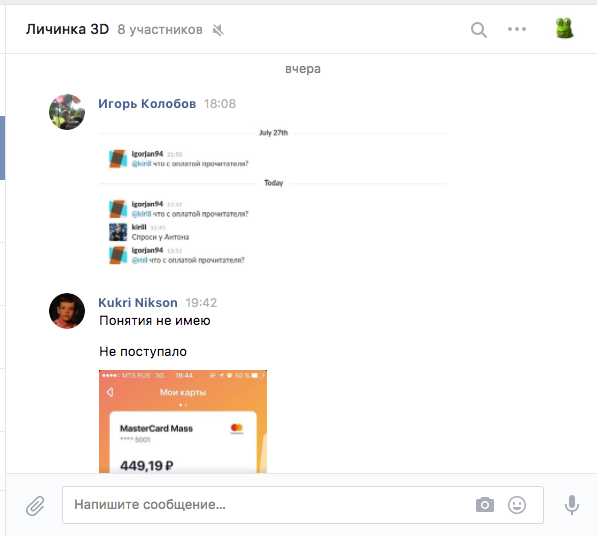 Личинка 3D 8 участников
вчера
Игорь Колобов 18:08
July 27th
igorjan94 21:50
@kirill что с оплатой прочитателя?
Today
igorjan94 12:42
@kirill что с оплатой прочитателя?
kirill 12:45
Спроси у Антона
igorjan94 12:51
@mil что с оплатой прочитателя?
Kukri Nikson 19:42
Понятия не имею
Не поступало
MTS RUS 3G 19:44 50 %
Мои карты
MasterCard Mass
**** 5001
449,19 ₽
Напишите сообщение...